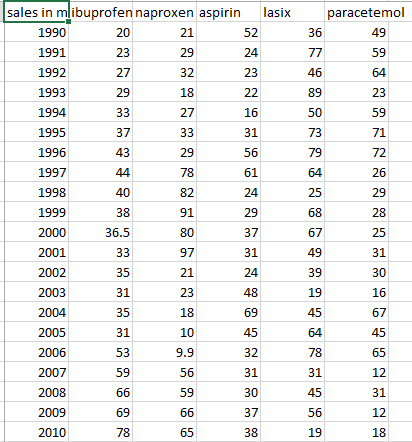 sales in m ibuprofen naproxen aspirin lasix paracetemol
1990 20 21 52 36 49
1991 23 29 24 77 59
1992 27 32 23 46 64
1993 29 18 22 89 23
1994 33 27 16 50 59
1995 37 33 31 73 71
1996 43 29 56 79 72
1997 44 78 61 64 26
1998 40 82 24 25 29
1999 38 91 29 68 28
2000 36.5 80 37 67 25
2001 33 97 31 49 31
2002 35 21 24 39 30
2003 31 23 48 19 16
2004 35 18 69 45 67
2005 31 10 45 64 45
2006 53 9.9 32 78 65
2007 59 56 31 31 12
2008 66 59 30 45 31
2009 69 66 37 56 12
2010 78 65 38 19 18